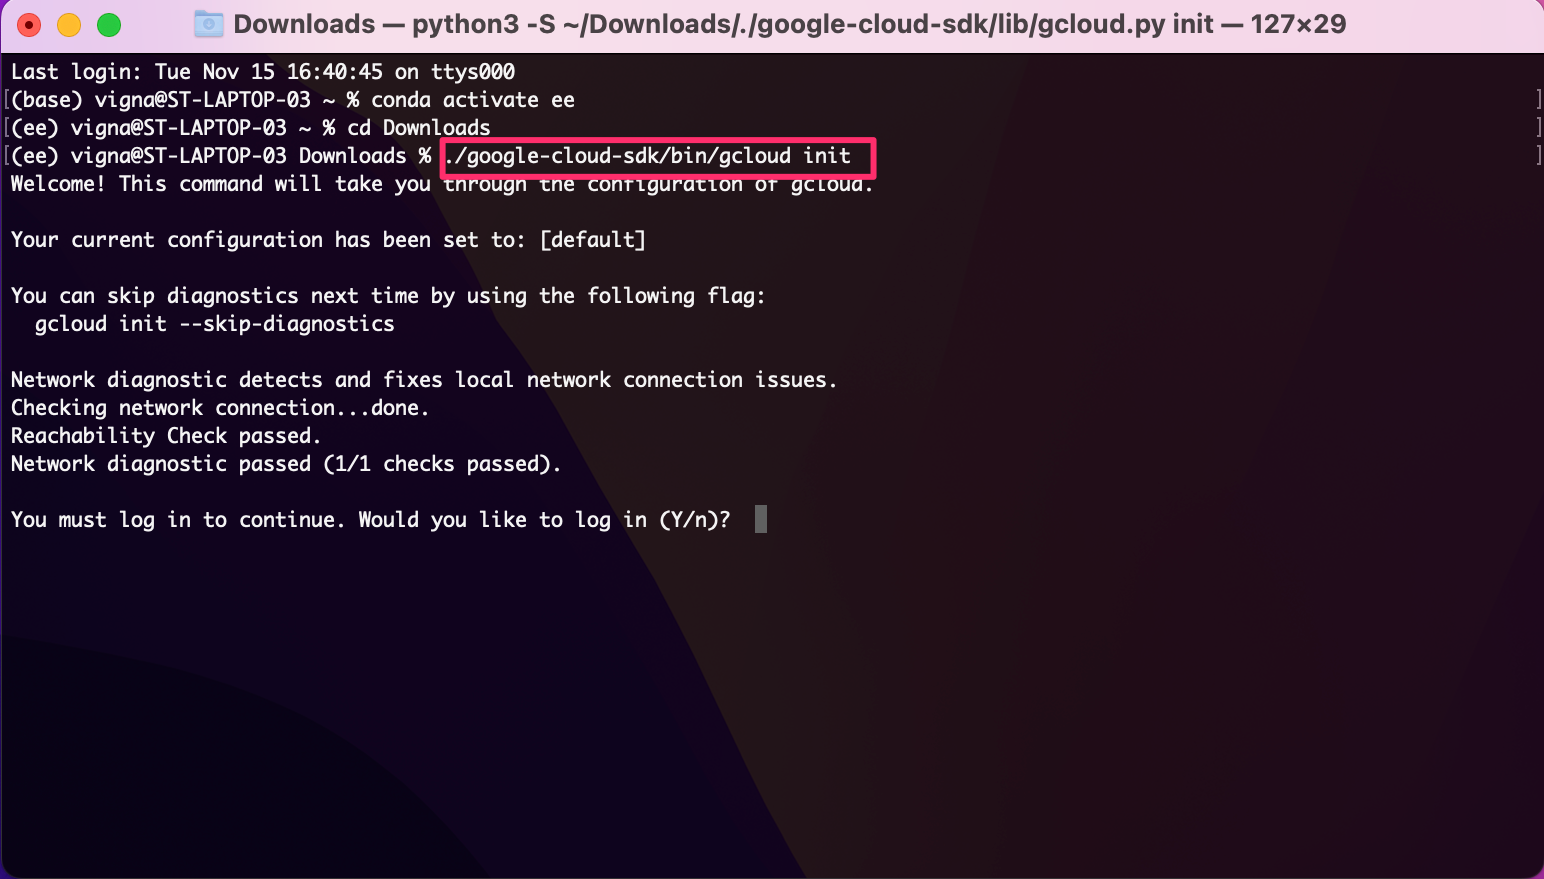 Downloads — python3 -S ~/Downloads/./google-cloud-sdk/lib/gcloud.py init — 127×29
Last login: Tue Nov 15 16:40:45 on ttys000
[(base) vigna@ST-LAPTOP-03 ~ % conda activate ee ]
[(ee) vigna@ST-LAPTOP-03 ~ % cd Downloads ]
[(ee) vigna@ST-LAPTOP-03 Downloads % ./google-cloud-sdk/bin/gcloud init ]
Welcome! This command will take you through the configuration of gcloud.
Your current configuration has been set to: [default]
You can skip diagnostics next time by using the following flag:
gcloud init --skip-diagnostics
Network diagnostic detects and fixes local network connection issues.
Checking network connection...done.
Reachability Check passed.
Network diagnostic passed (1/1 checks passed).
You must log in to continue. Would you like to log in (Y/n)?